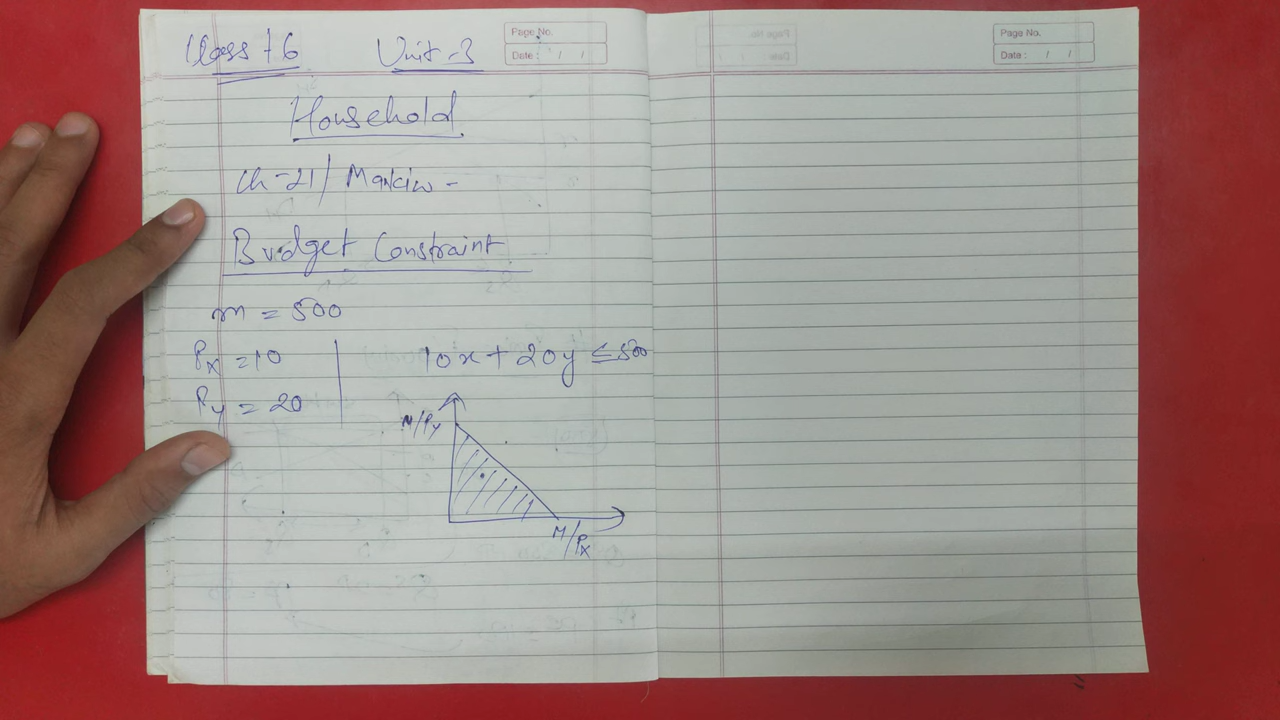 Class 76 Unit-3
Page No.
Date : / /
Household
Ch-21/ Mankiw -
Budget Constraint
m = 500
Px = 10
10x + 20y ≤ 500
Py = 20
M/Py
M/Px
Page No.
Date : / /